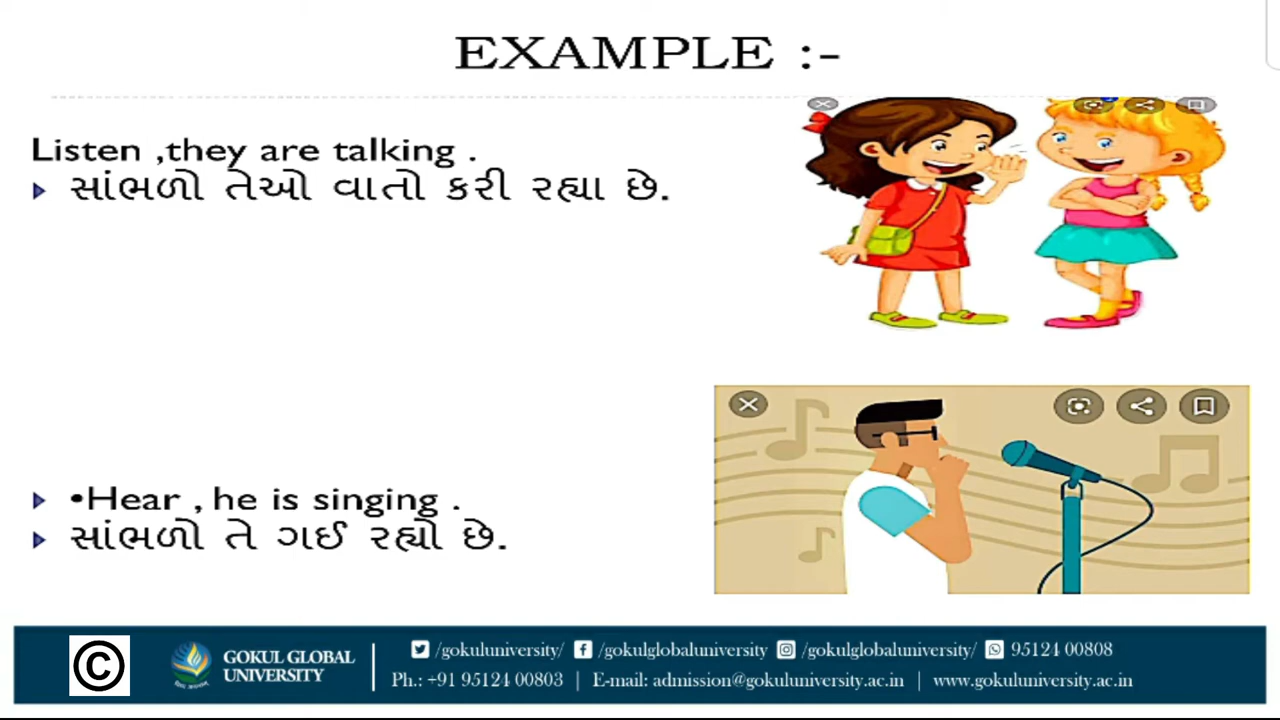 EXAMPLE :-
Listen ,they are talking .
સાંભળો તેઓ વાતો કરી રહ્યા છે.
•Hear , he is singing .
સાંભળો તે ગઈ રહ્યો છે.
©
GOKUL GLOBAL
UNIVERSITY
/gokuluniversity/ /gokulglobaluniversity /gokulglobaluniversity/ 95124 00808
Ph.: +91 95124 00803 | E-mail: admission@gokuluniversity.ac.in | www.gokuluniversity.ac.in